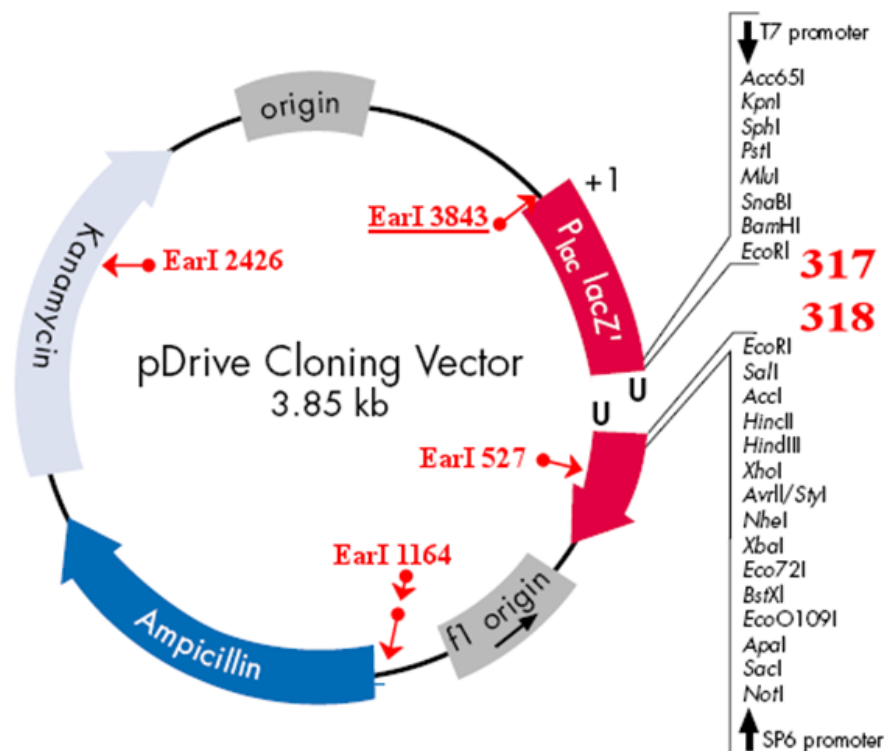 origin
+1
EarI 3843
P lac lacZ'
Kanamycin
EarI 2426
pDrive Cloning Vector
3.85 kb
U
U
EarI 527
EarI 1164
f1 origin
Ampicillin
T7 promoter
Acc65I
KpnI
SphI
PstI
MluI
SnaBI
BamHI
EcoRI
317
318
EcoRI
SalI
AccI
HincII
HindIII
XhoI
AvrII/StyI
NheI
XbaI
Eco72I
BstXI
EcoO109I
ApaI
SacI
NotI
SP6 promoter